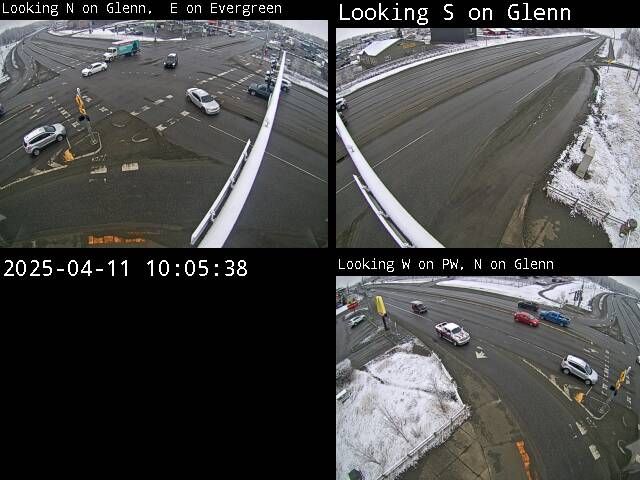 Looking N on Glenn,  E on Evergreen
Looking S on Glenn
2025-04-11 10:05:38
Looking W on PW, N on Glenn